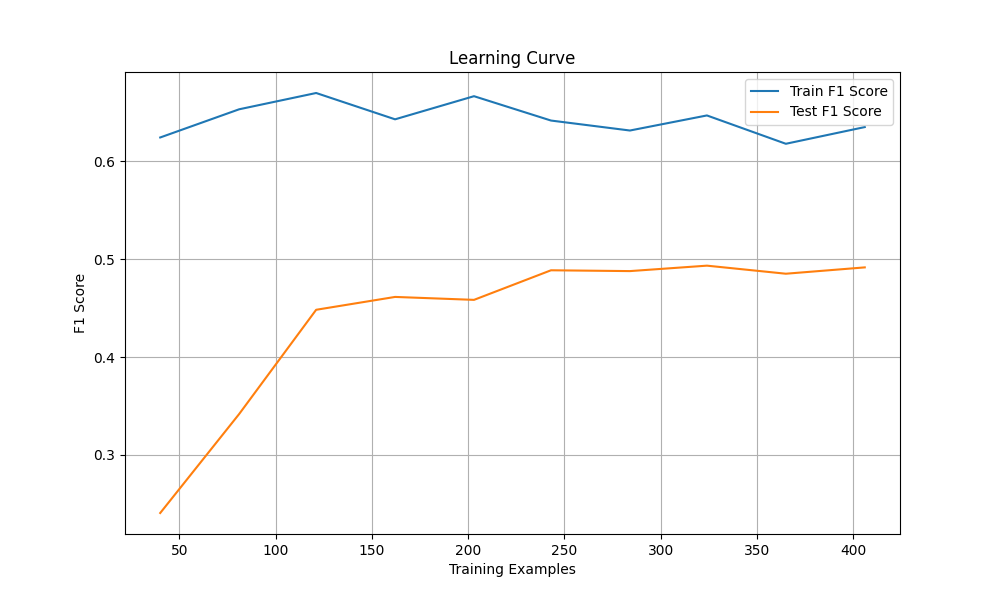 Learning Curve
Train F1 Score
Test F1 Score
0.6
0.5
0.4
0.3
F1 Score
50 100 150 200 250 300 350 400
Training Examples